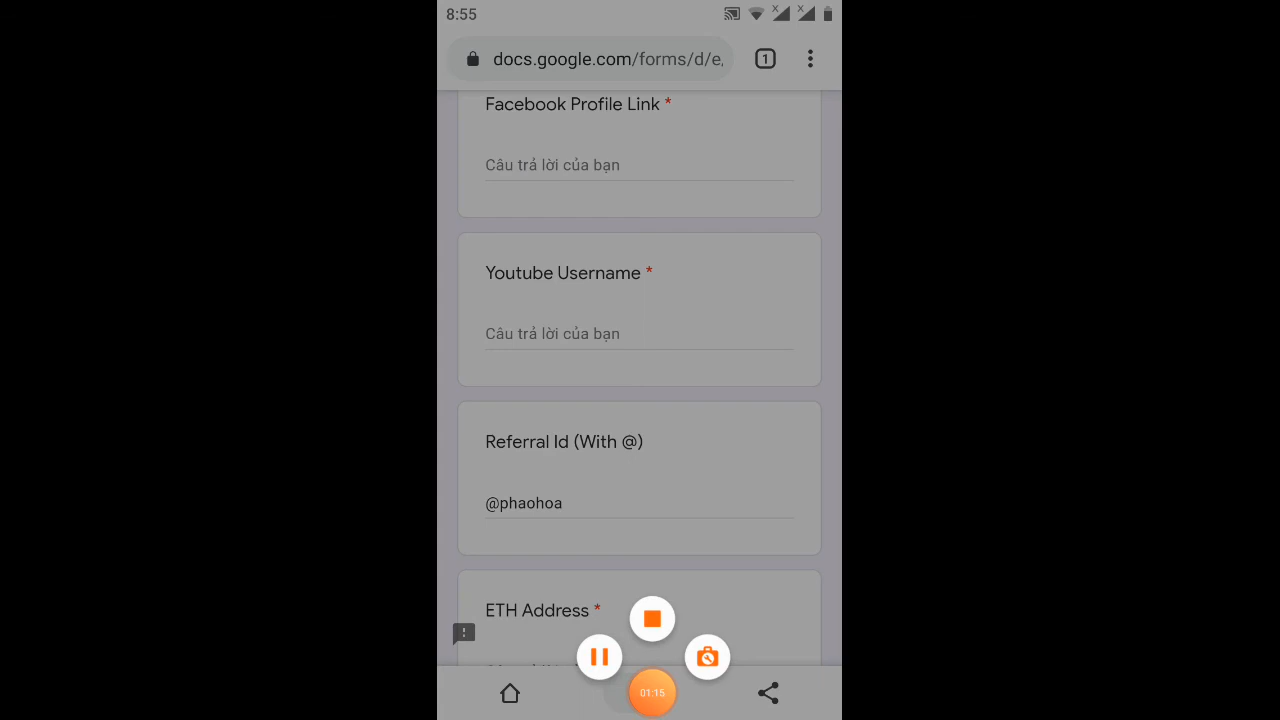 8:55
docs.google.com/forms/d/e,
1
Facebook Profile Link *
Câu trả lời của bạn
Youtube Username *
Câu trả lời của bạn
Referral Id (With @)
@phaohoa
ETH Address *
01:15